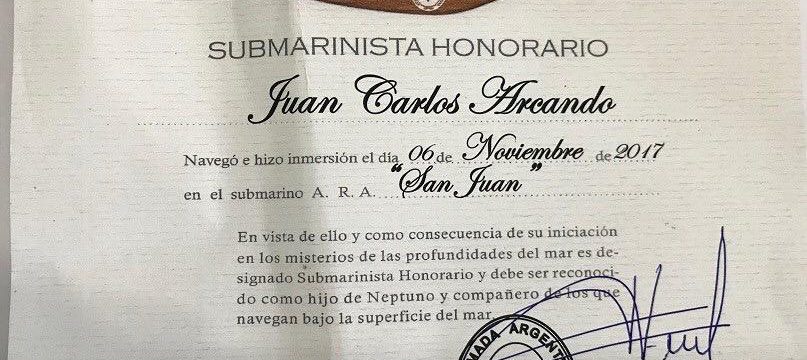 SUBMARINISTA HONORARIO
Juan Carlos Arcando
Navegó e hizo inmersión el día 06 de Noviembre de 2017
en el submarino A. R. A. "San Juan"
En vista de ello y como consecuencia de su iniciación
en los misterios de las profundidades del mar es de-
signado Submarinista Honorario y debe ser reconoci-
do como hijo de Neptuno y compañero de los que
navegan bajo la superficie del mar.
MADA ARGENT